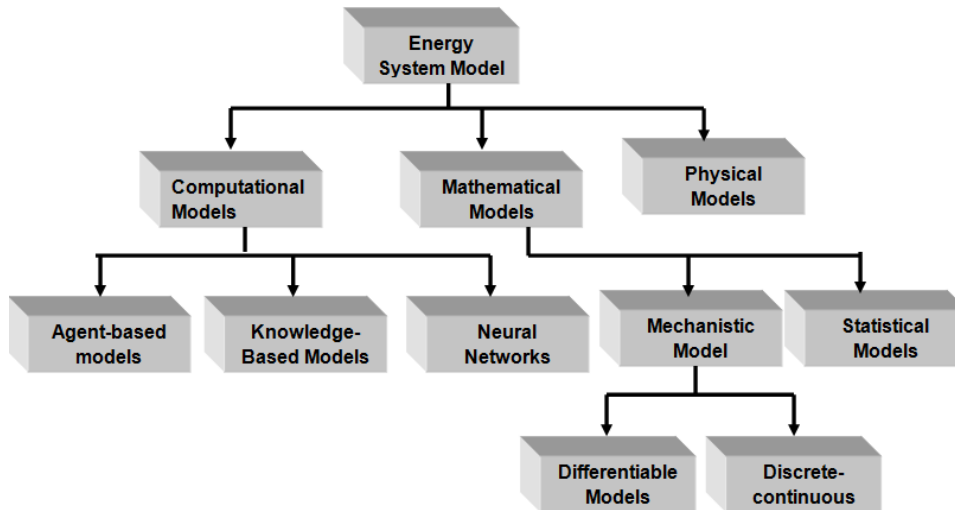 Energy
System Model
Computational
Models
Mathematical
Models
Physical
Models
Agent-based
models
Knowledge-
Based Models
Neural
Networks
Mechanistic
Model
Statistical
Models
Differentiable
Models
Discrete-
continuous